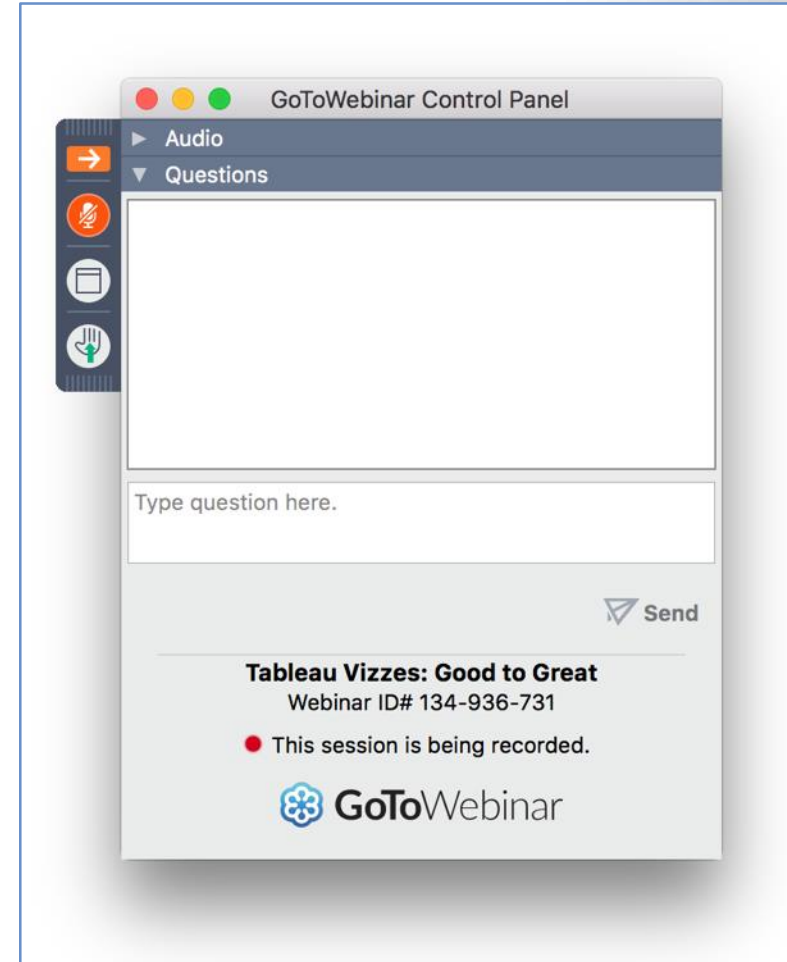 GoToWebinar Control Panel
Audio
Questions
Type question here.
Send
Tableau Vizzes: Good to Great
Webinar ID# 134-936-731
This session is being recorded.
GoToWebinar